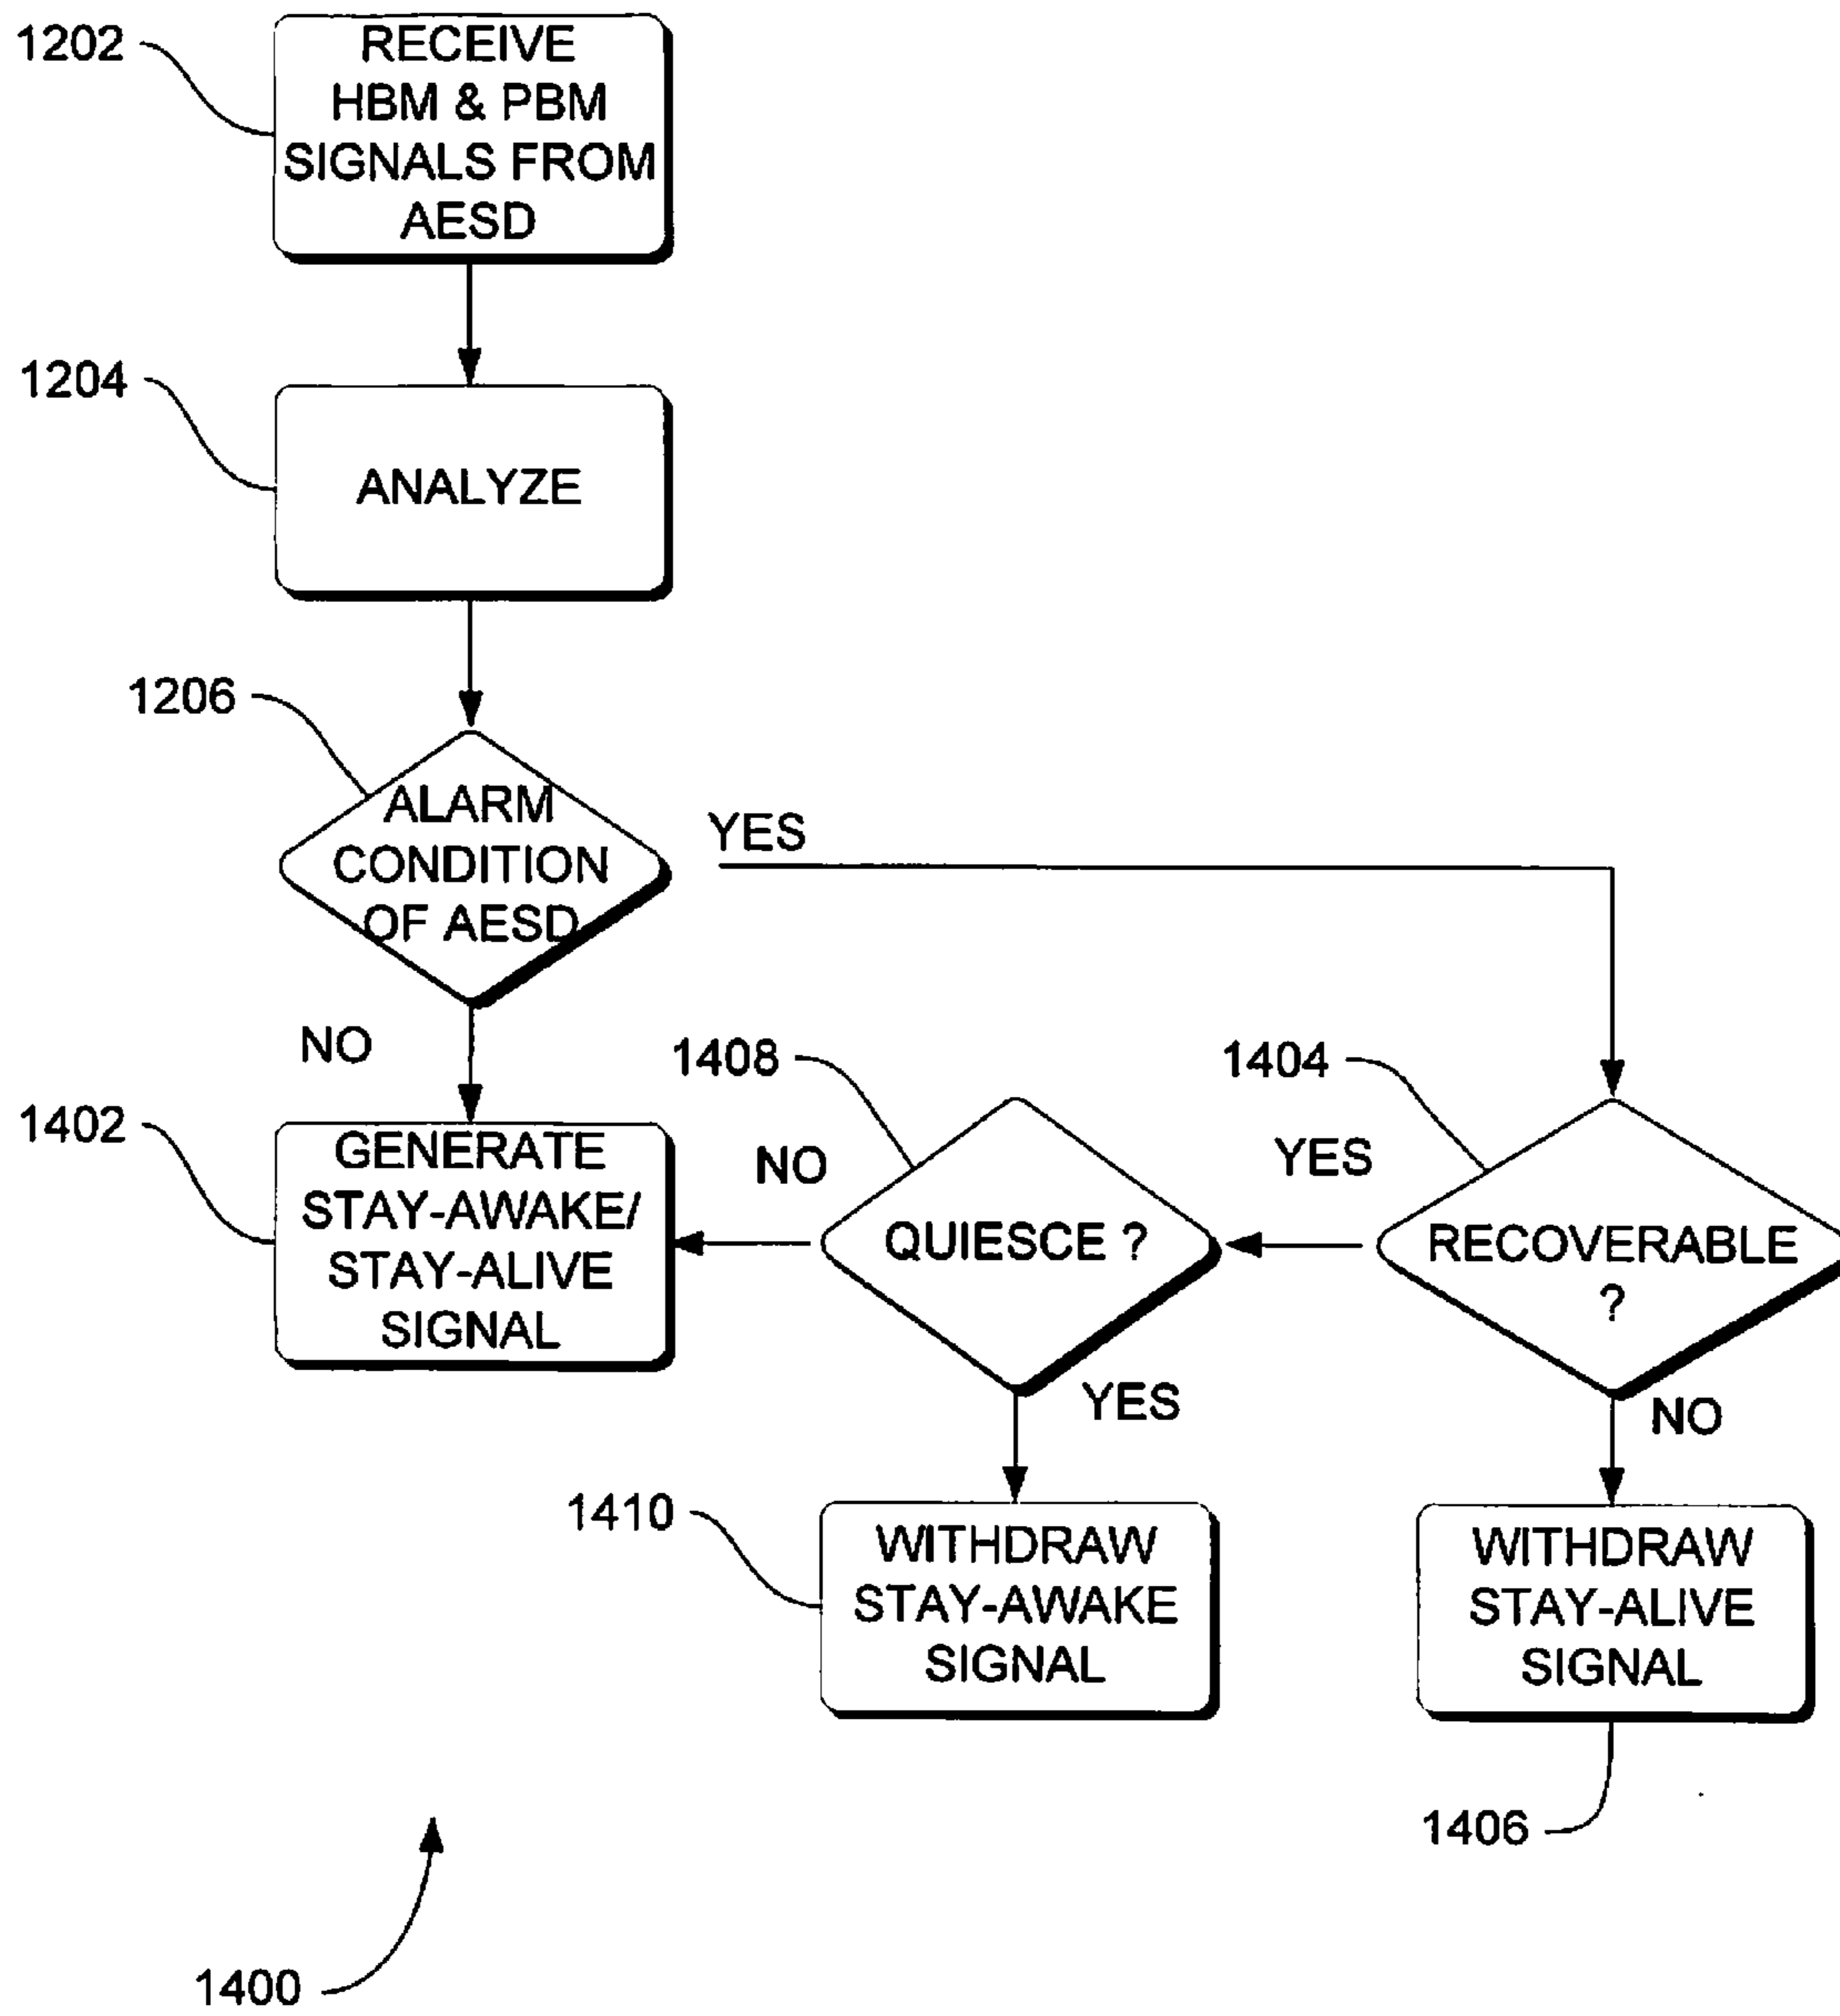 1202
RECEIVE
HBM & PBM
SIGNALS FROM
AESD
1204
ANALYZE
1206
ALARM
CONDITION
OF AESD
YES
NO
1408
1404
1402
GENERATE
STAY-AWAKE/
STAY-ALIVE
SIGNAL
NO
QUIESCE ?
YES
RECOVERABLE
?
YES
NO
1410
WITHDRAW
STAY-AWAKE
SIGNAL
WITHDRAW
STAY-ALIVE
SIGNAL
1406
1400